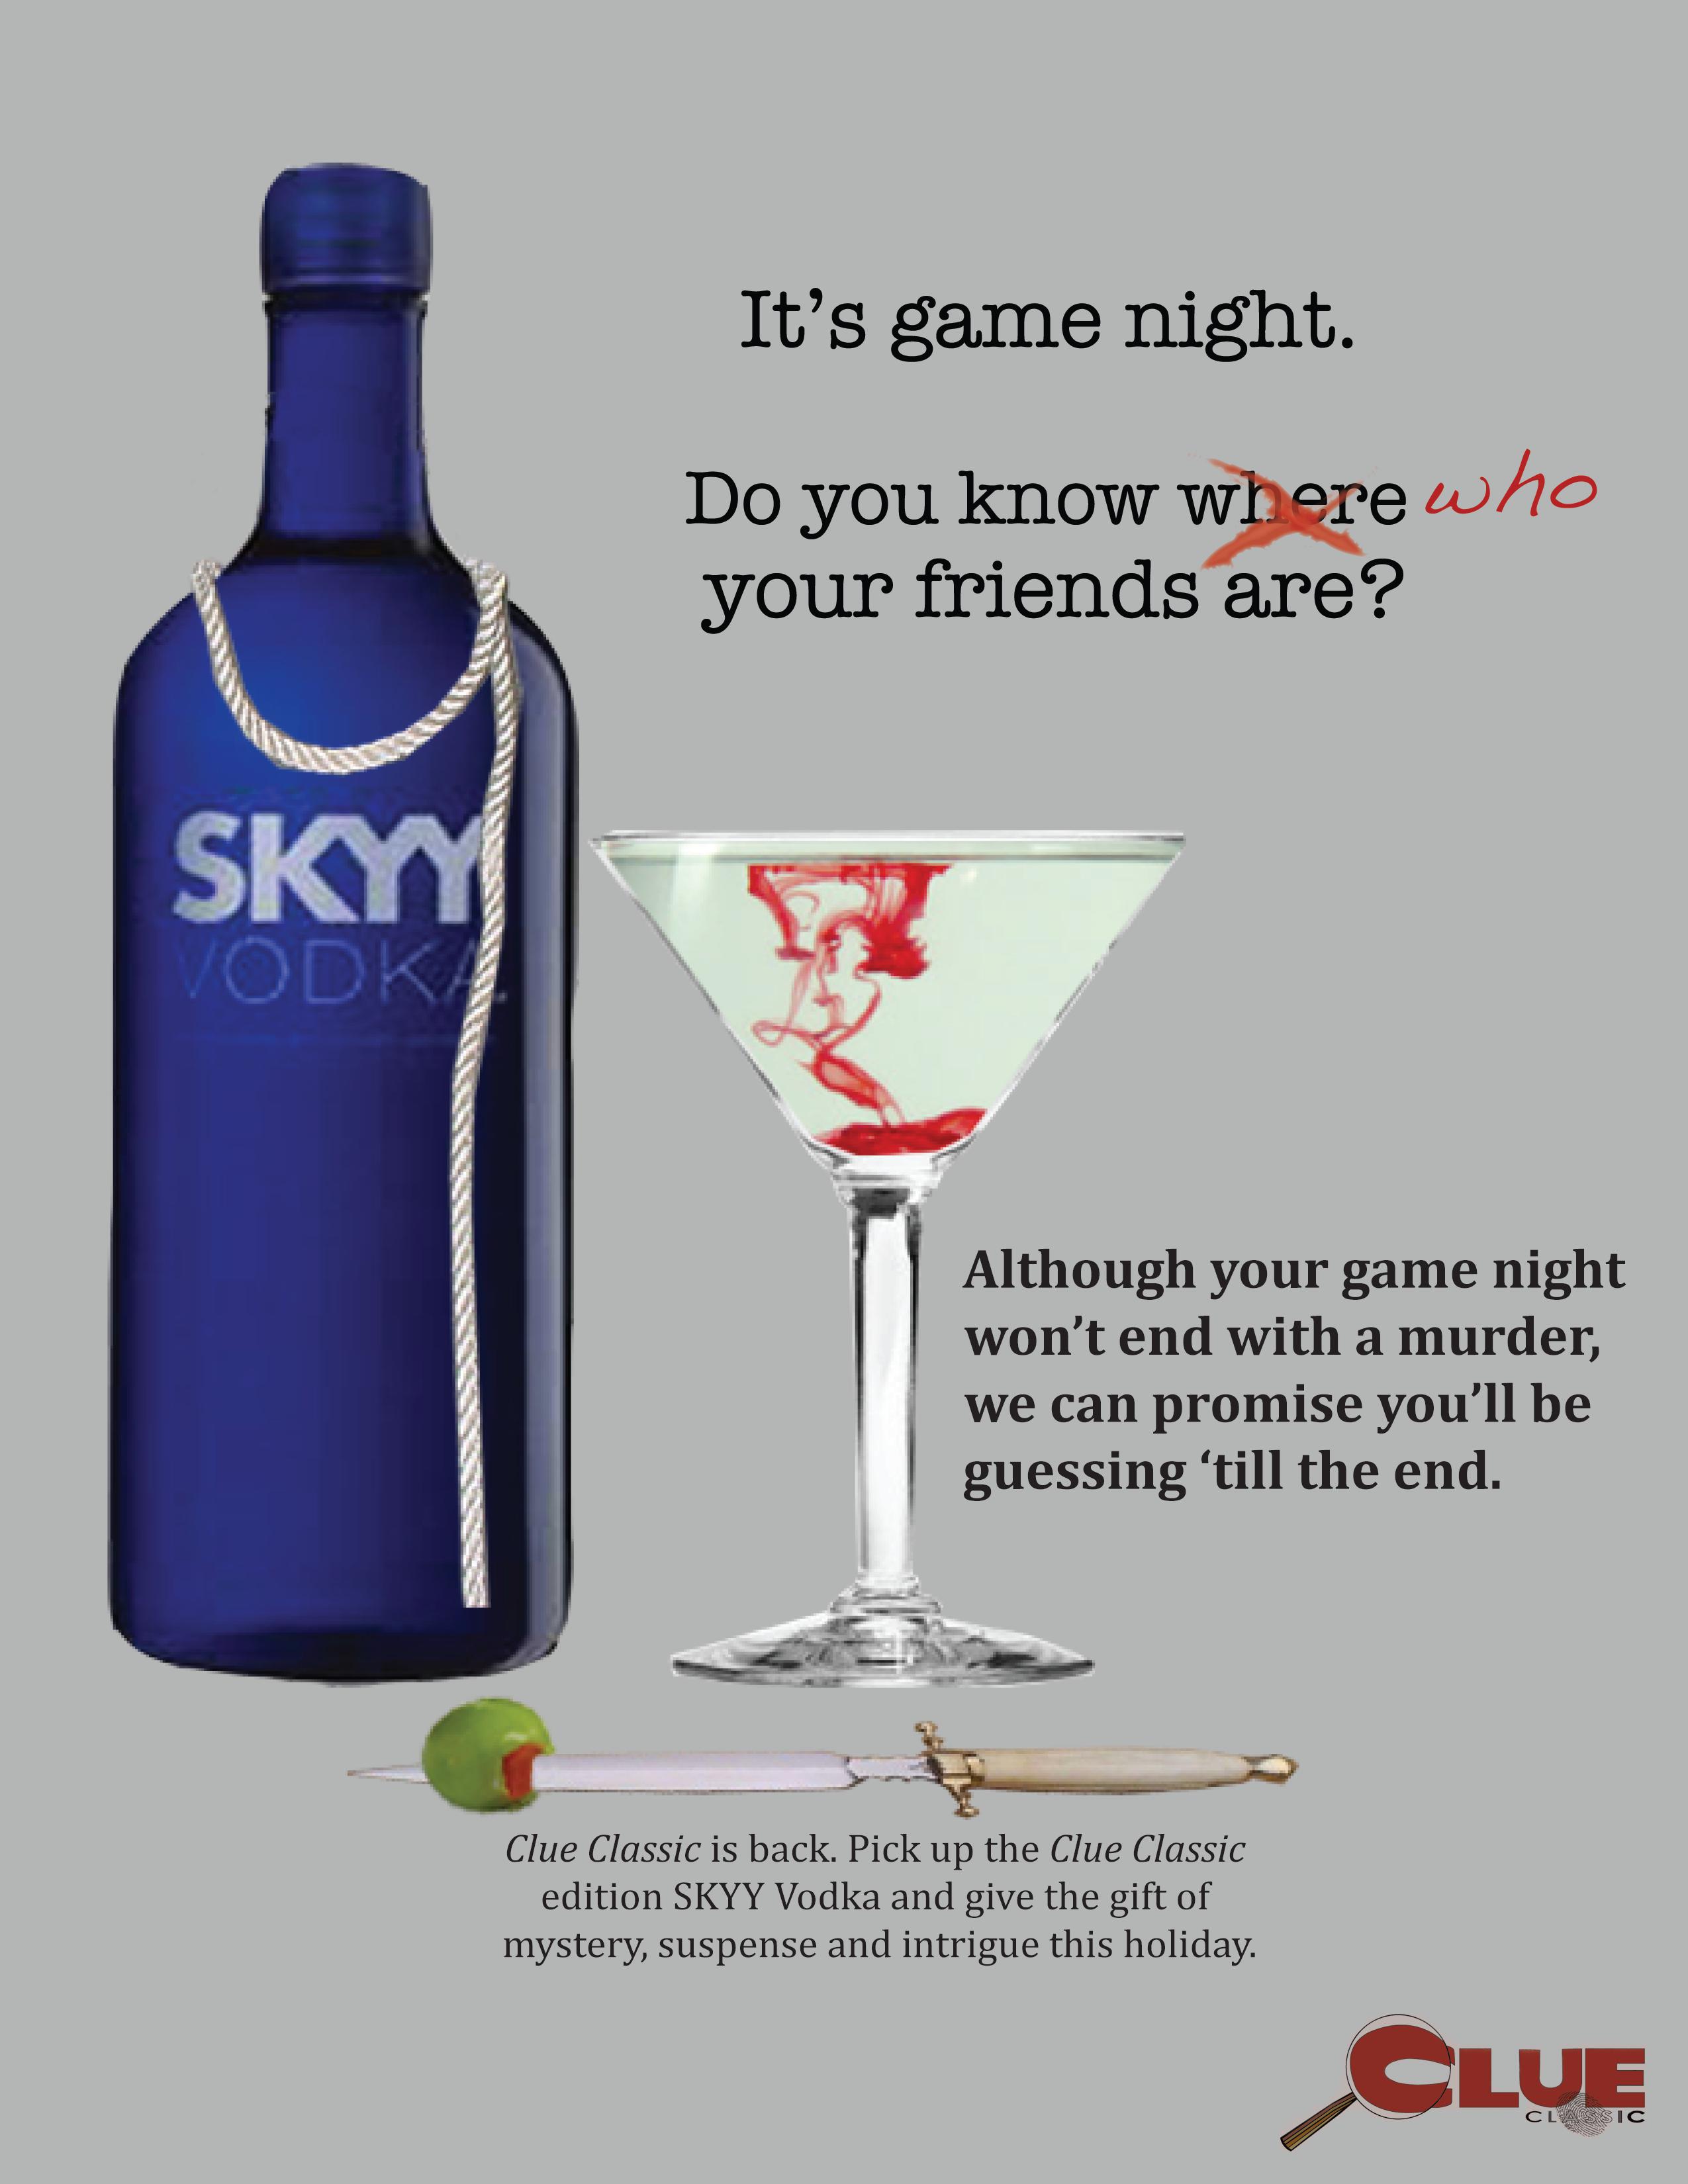 It’s game night.
Do you know where who
your friends are?
SKYY
VODKA
Although your game night
won’t end with a murder,
we can promise you’ll be
guessing ‘till the end.
Clue Classic is back. Pick up the Clue Classic
edition SKYY Vodka and give the gift of
mystery, suspense and intrigue this holiday.
CLUE
CLASSIC